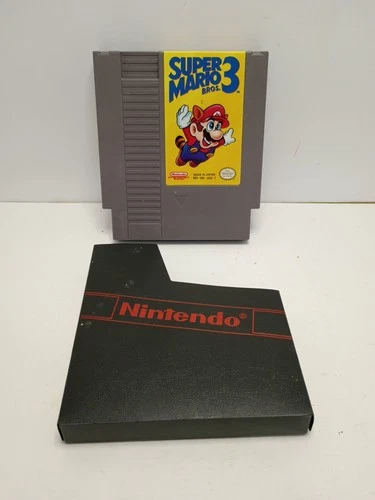 SUPER
MARIO 3
BROS.
Nintendo
MADE IN JAPAN
Nintendo®